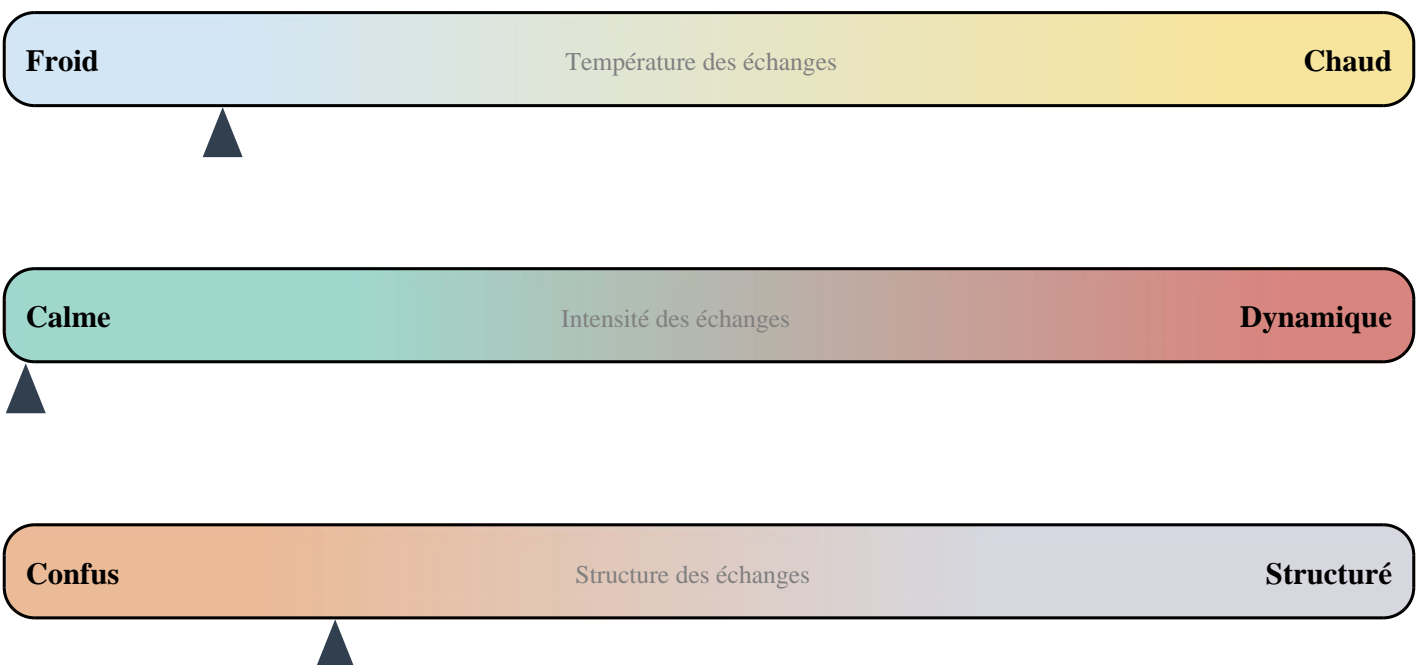 Froid Température des échanges Chaud
Calme Intensité des échanges Dynamique
Confus Structure des échanges Structuré